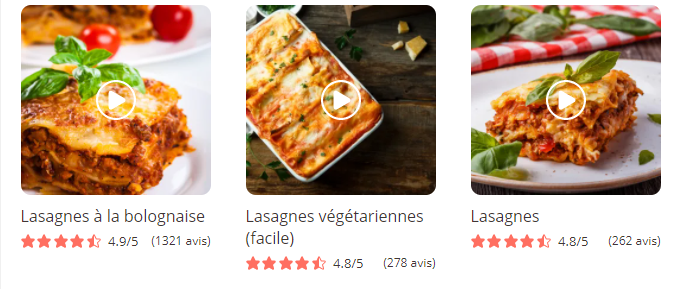 Lasagnes à la bolognaise
4.9/5 (1321 avis)
Lasagnes végétariennes
(facile)
4.8/5 (278 avis)
Lasagnes
4.8/5 (262 avis)